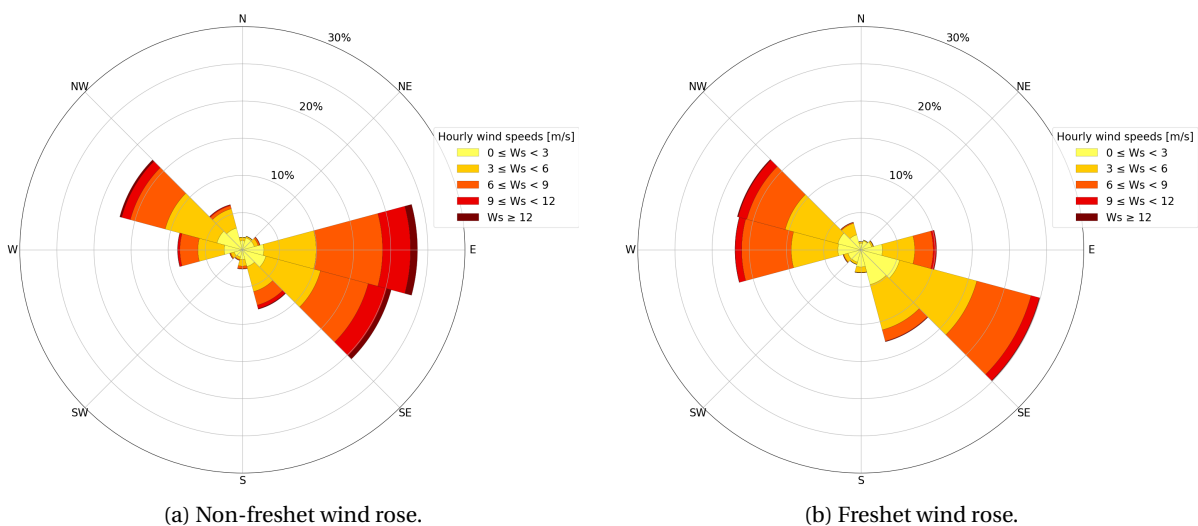 N
30%
NW
NE
20%
Hourly wind speeds [m/s]
0 ≤ Ws < 3
3 ≤ Ws < 6
10%
6 ≤ Ws < 9
9 ≤ Ws < 12
Ws ≥ 12
W
E
SW
SE
S
(a) Non-freshet wind rose.
N
30%
NW
NE
20%
Hourly wind speeds [m/s]
0 ≤ Ws < 3
3 ≤ Ws < 6
10%
6 ≤ Ws < 9
9 ≤ Ws < 12
Ws ≥ 12
W
E
SW
SE
S
(b) Freshet wind rose.